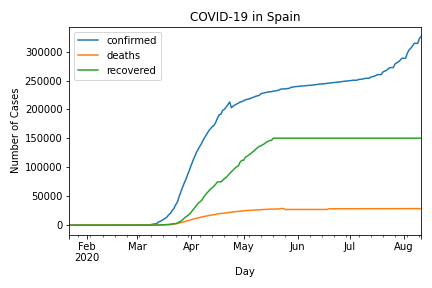 COVID-19 in Spain
confirmed
deaths
recovered
Number of Cases
300000
250000
200000
150000
100000
50000
0
Feb Mar Apr May Jun Jul Aug
2020
Day